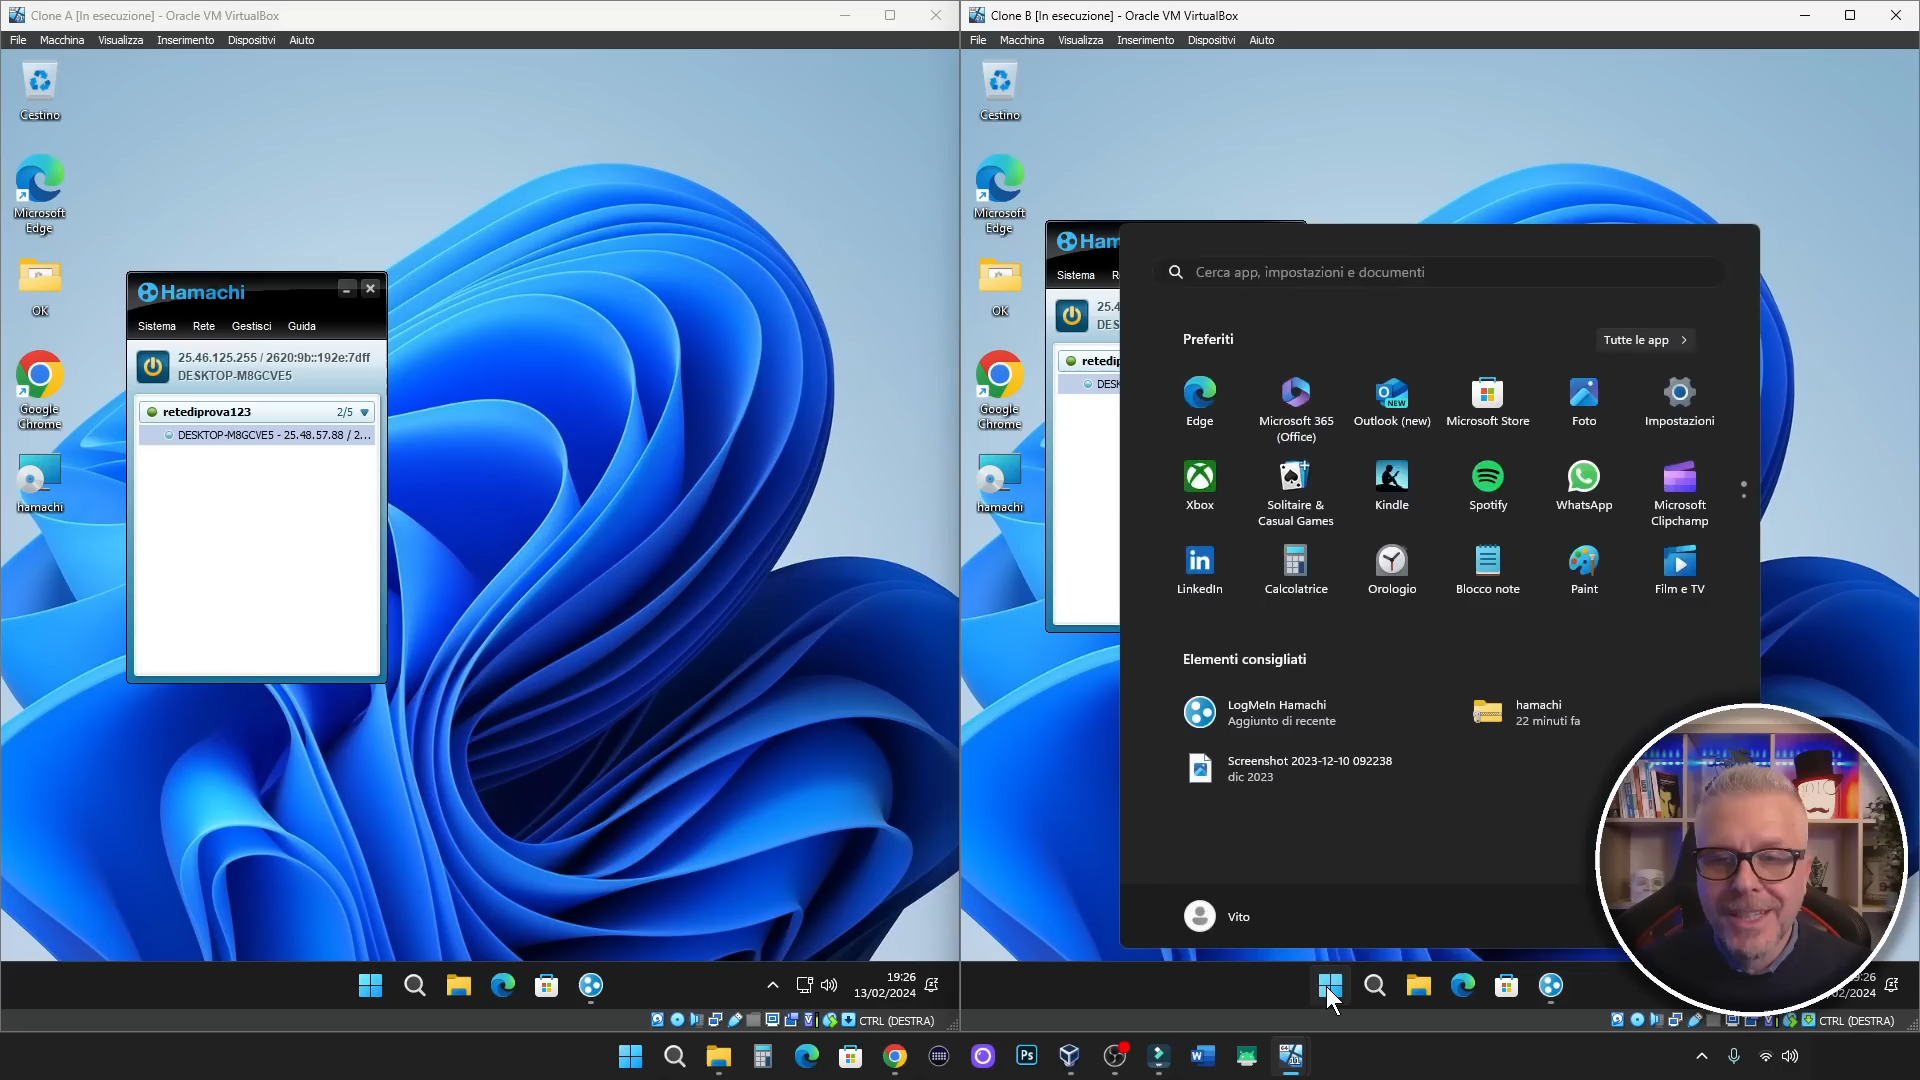 Clone A [In esecuzione] - Oracle VM VirtualBox
File Macchina Visualizza Inserimento Dispositivi Aiuto
Cestino
Microsoft
Edge
OK
Google
Chrome
hamachi
Hamachi
Sistema Rete Gestisci Guida
25.46.125.255 / 2620:9b::192e:7dff
DESKTOP-M8GCVE5
retediprova123 2/5
DESKTOP-M8GCVE5 - 25.48.57.88 / 2...
19:26
13/02/2024
CTRL (DESTRA)
Clone B [In esecuzione] - Oracle VM VirtualBox
File Macchina Visualizza Inserimento Dispositivi Aiuto
Cestino
Microsoft
Edge
OK
Google
Chrome
hamachi
Ham
Sistema R
25.4
DES
retedip
DESK
Cerca app, impostazioni e documenti
Preferiti Tutte le app
Edge Microsoft 365
(Office) Outlook (new) Microsoft Store Foto Impostazioni
Xbox Solitaire &
Casual Games Kindle Spotify WhatsApp Microsoft
Clipchamp
LinkedIn Calcolatrice Orologio Blocco note Paint Film e TV
Elementi consigliati
LogMeIn Hamachi
Aggiunto di recente
hamachi
22 minuti fa
Screenshot 2023-12-10 092238
dic 2023
Vito
:26
/2024
CTRL (DESTRA)
NEW
Ps